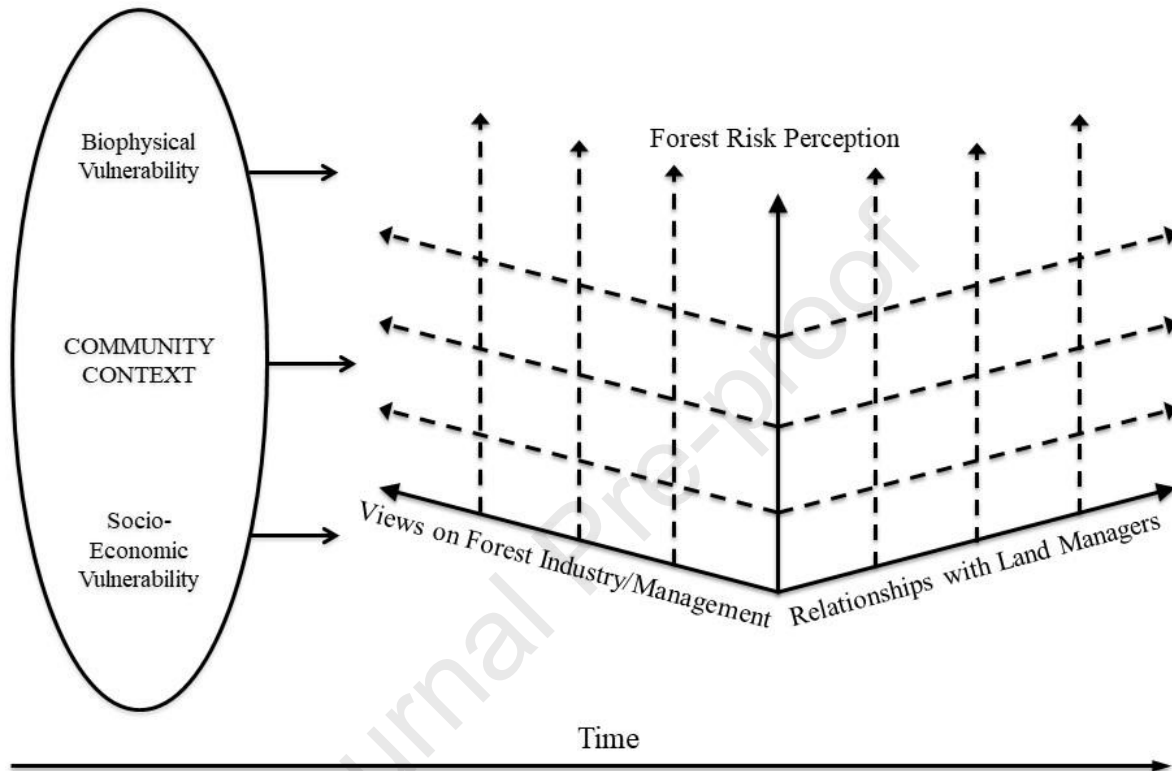 Biophysical
Vulnerability
COMMUNITY
CONTEXT
Socio-
Economic
Vulnerability
Forest Risk Perception
Views on Forest Industry/Management
Relationships with Land Managers
Time
urnal Pre-proof